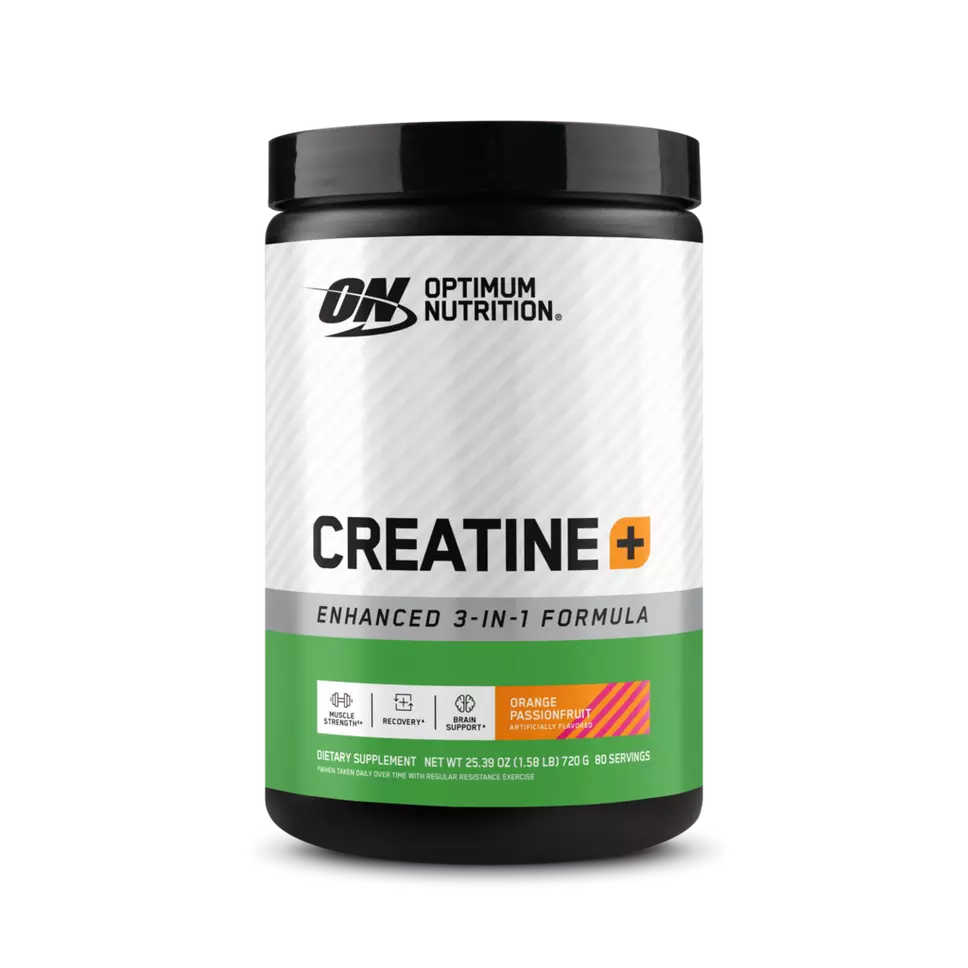 ON OPTIMUM
NUTRITION®
CREATINE +
ENHANCED 3-IN-1 FORMULA
MUSCLE
STRENGTH‡▲
RECOVERY▲
BRAIN
SUPPORT▲
ORANGE
PASSIONFRUIT
ARTIFICIALLY FLAVORED
DIETARY SUPPLEMENT NET WT 25.39 OZ (1.58 LB) 720 G 80 SERVINGS
WHEN TAKEN DAILY OVER TIME WITH REGULAR RESISTANCE EXERCISE